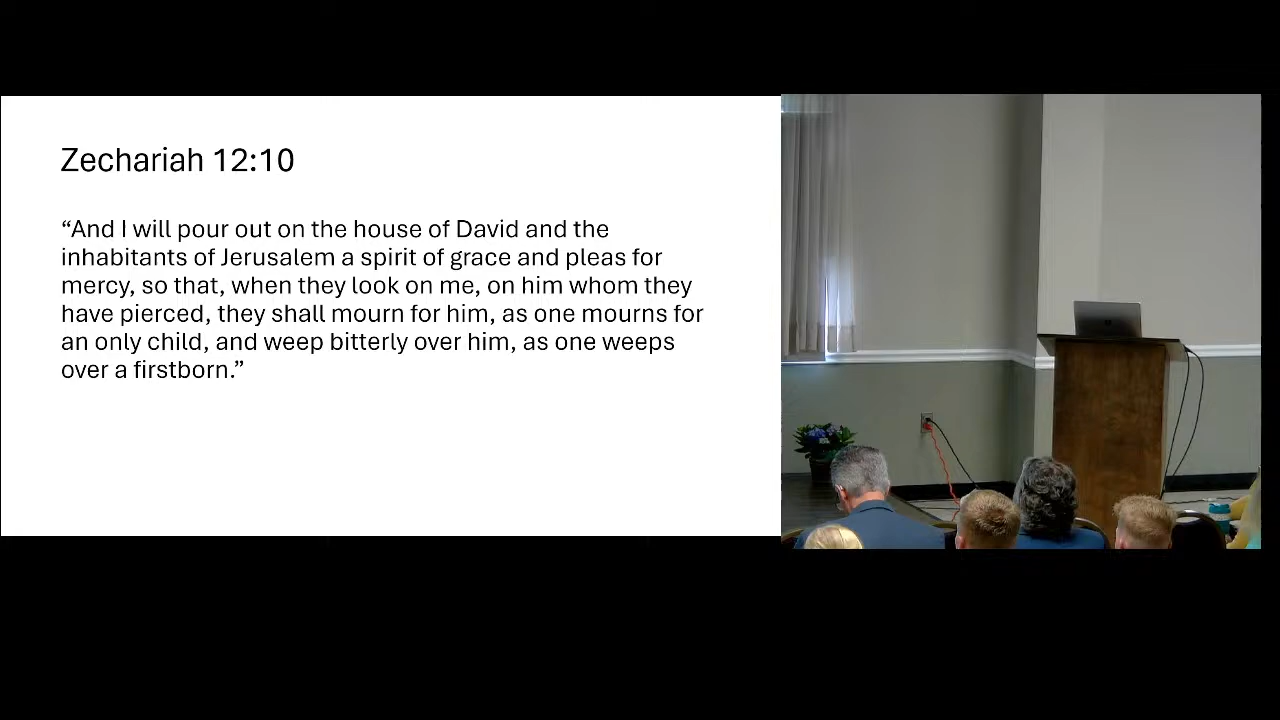 Zechariah 12:10
“And I will pour out on the house of David and the
inhabitants of Jerusalem a spirit of grace and pleas for
mercy, so that, when they look on me, on him whom they
have pierced, they shall mourn for him, as one mourns for
an only child, and weep bitterly over him, as one weeps
over a firstborn.”